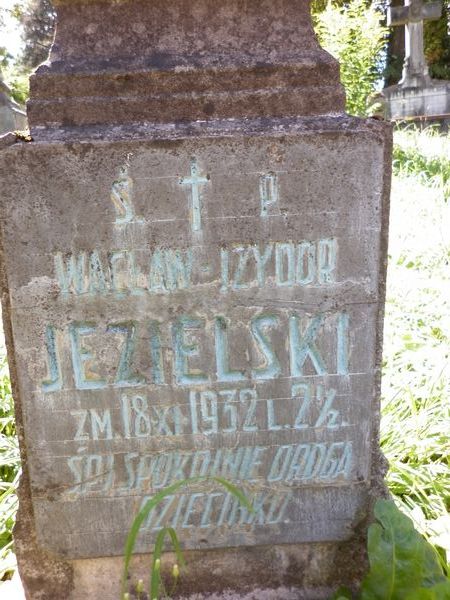 Ś. † P.
WACŁAW-IZYDOR
JEZIELSKI
ZM. 18 XI 1932 L. 2½.
ŚPIJ SPOKOJNIE DROGA
DZIECINKO.